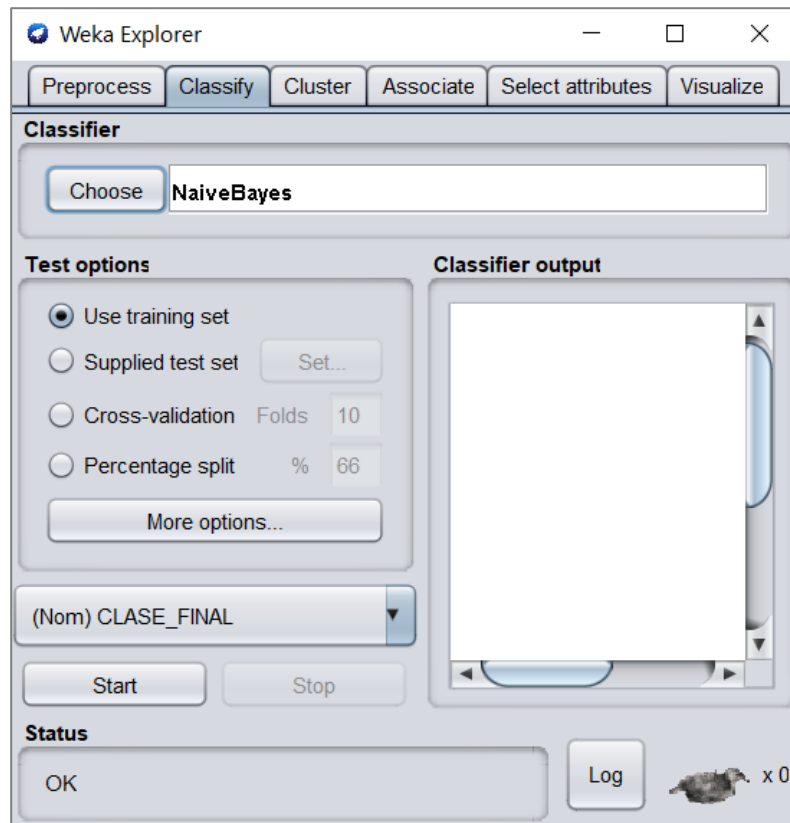 Weka Explorer
Preprocess Classify Cluster Associate Select attributes Visualize
Classifier
Choose NaiveBayes
Test options
Use training set
Supplied test set Set...
Cross-validation Folds 10
Percentage split % 66
More options...
(Nom) CLASE_FINAL
Start Stop
Classifier output
Status
OK
Log x 0